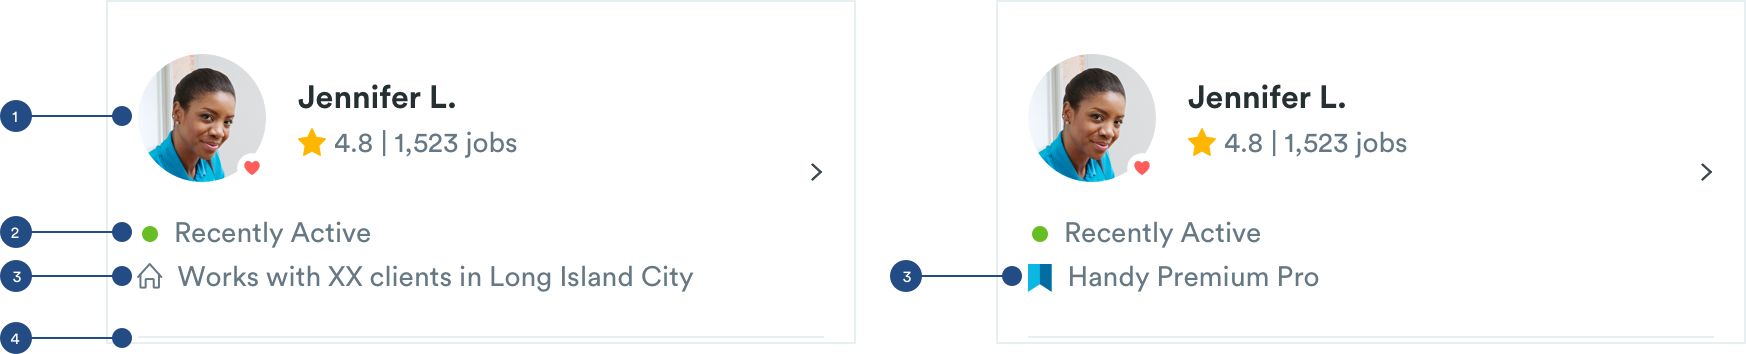 Jennifer L.
1
4.8 | 1,523 jobs
2
Recently Active
3
Works with XX clients in Long Island City
4
Jennifer L.
4.8 | 1,523 jobs
Recently Active
3
Handy Premium Pro